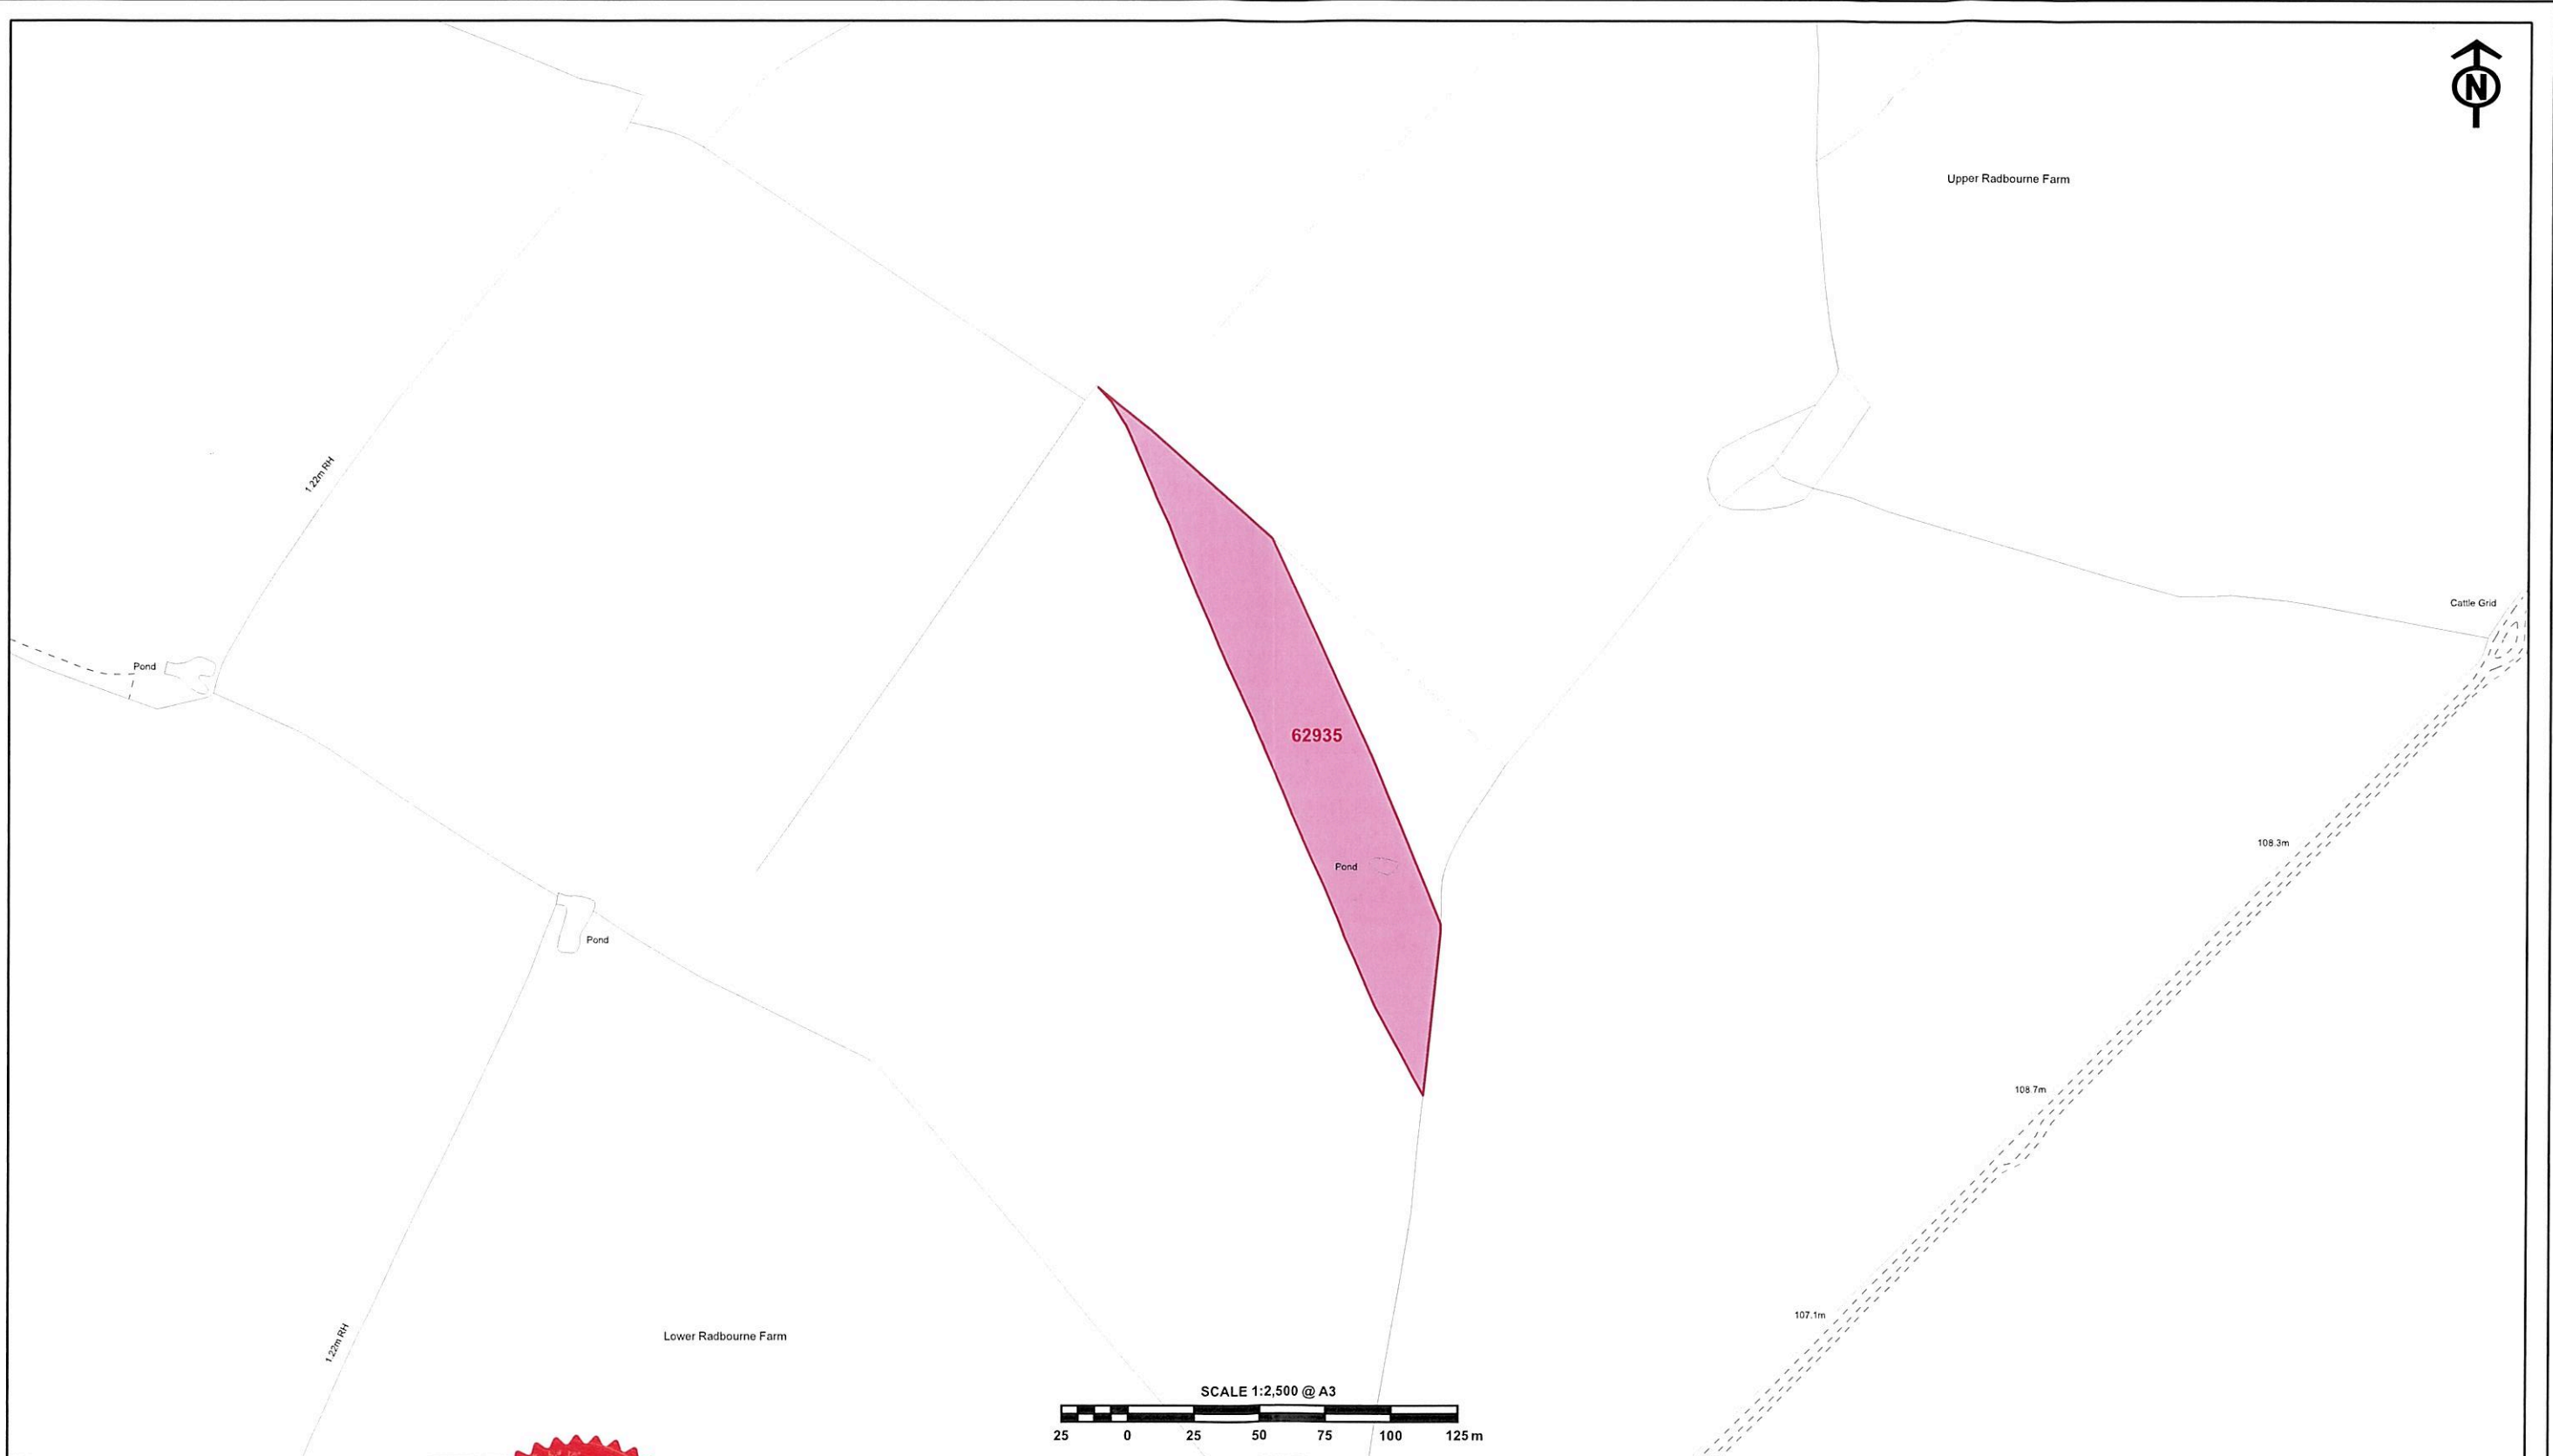 N
Upper Radbourne Farm
1.22m RH
Cattle Grid
Pond
62935
108.3m
Pond
Pond
108.7m
107.1m
1.22m RH
Lower Radbourne Farm
SCALE 1:2,500 @ A3
25 0 25 50 75 100 125 m